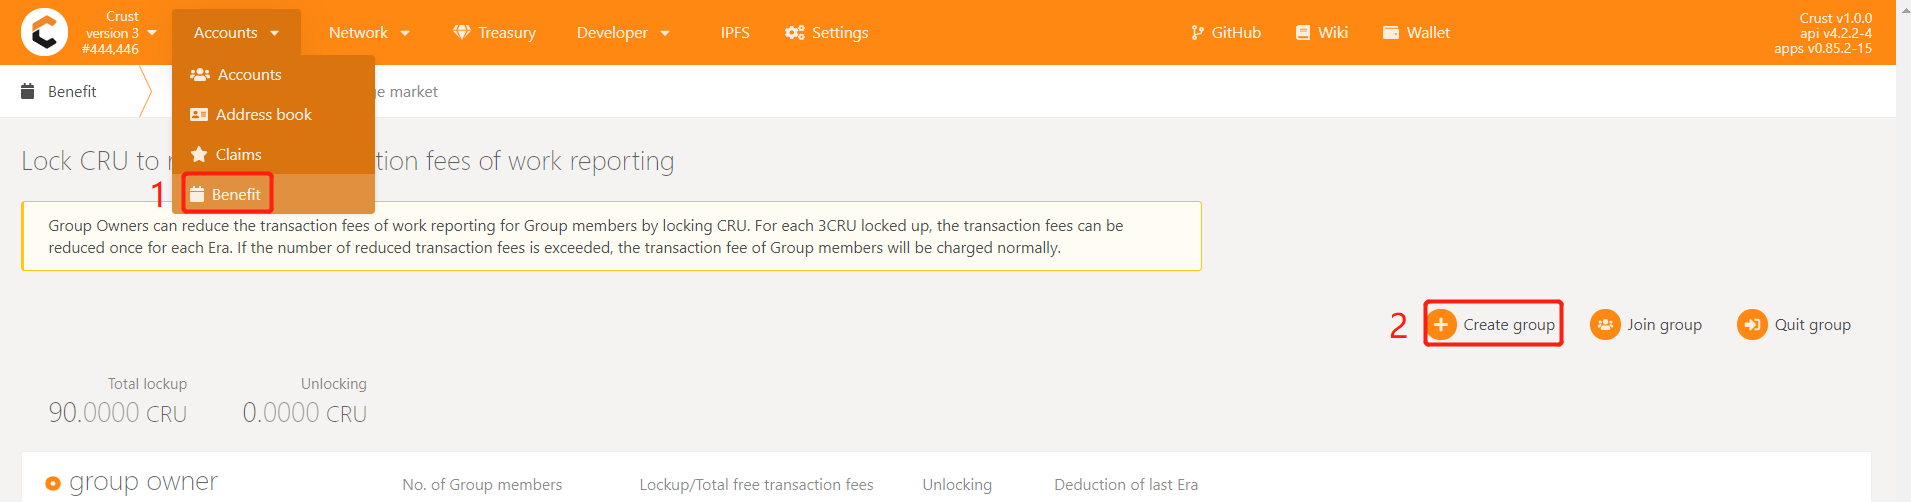 Crust
version 3
#444,446
Accounts
Network
Treasury
Developer
IPFS
Settings
GitHub
Wiki
Wallet
Crust v1.0.0
api v4.2.2-4
apps v0.85.2-15
Accounts
Address book
Claims
1 Benefit
Benefit
market
Lock CRU to fees of work reporting
Group Owners can reduce the transaction fees of work reporting for Group members by locking CRU. For each 3CRU locked up, the transaction fees can be
reduced once for each Era. If the number of reduced transaction fees is exceeded, the transaction fee of Group members will be charged normally.
2 Create group
Join group
Quit group
Total lockup
90.0000 CRU
Unlocking
0.0000 CRU
group owner
No. of Group members
Lockup/Total free transaction fees
Unlocking
Deduction of last Era